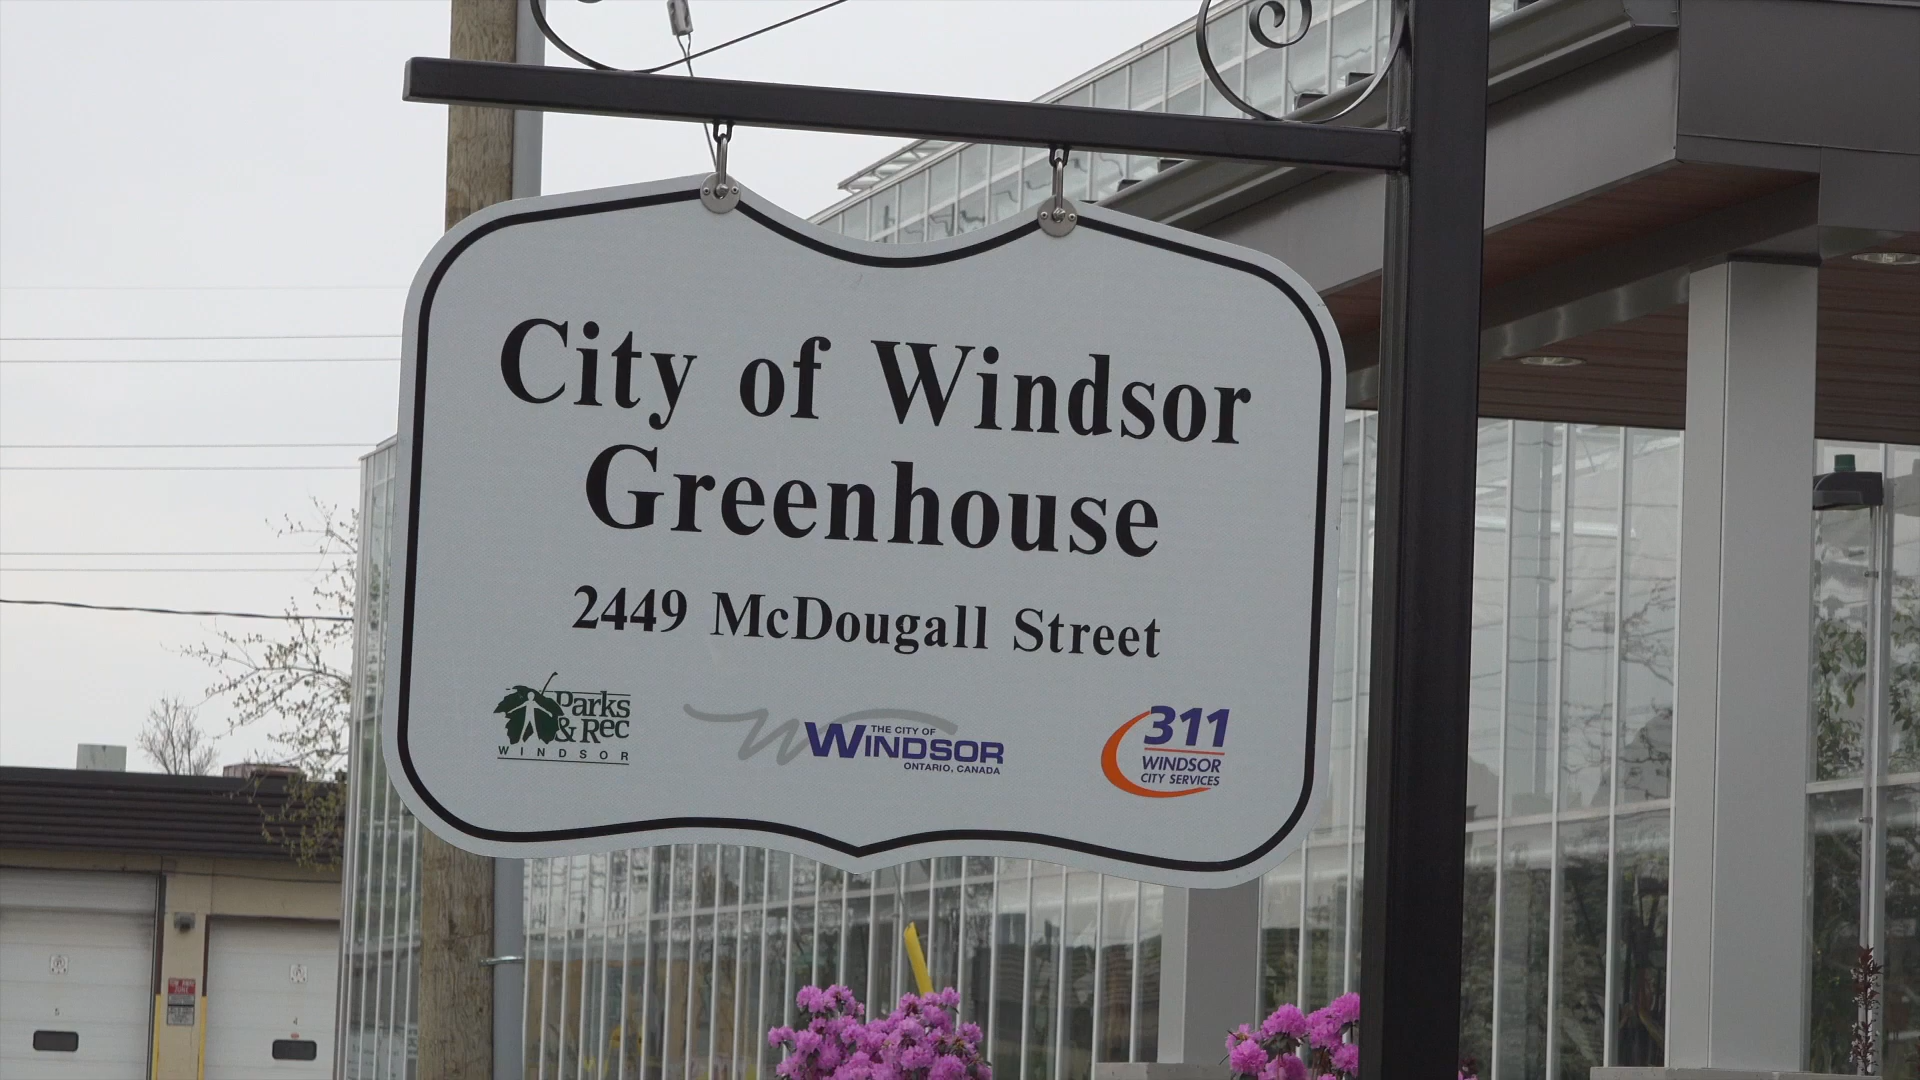 City of Windsor
Greenhouse
2449 McDougall Street
Parks
& Rec
WINDSOR
THE CITY OF
WINDSOR
ONTARIO, CANADA
311
WINDSOR
CITY SERVICES